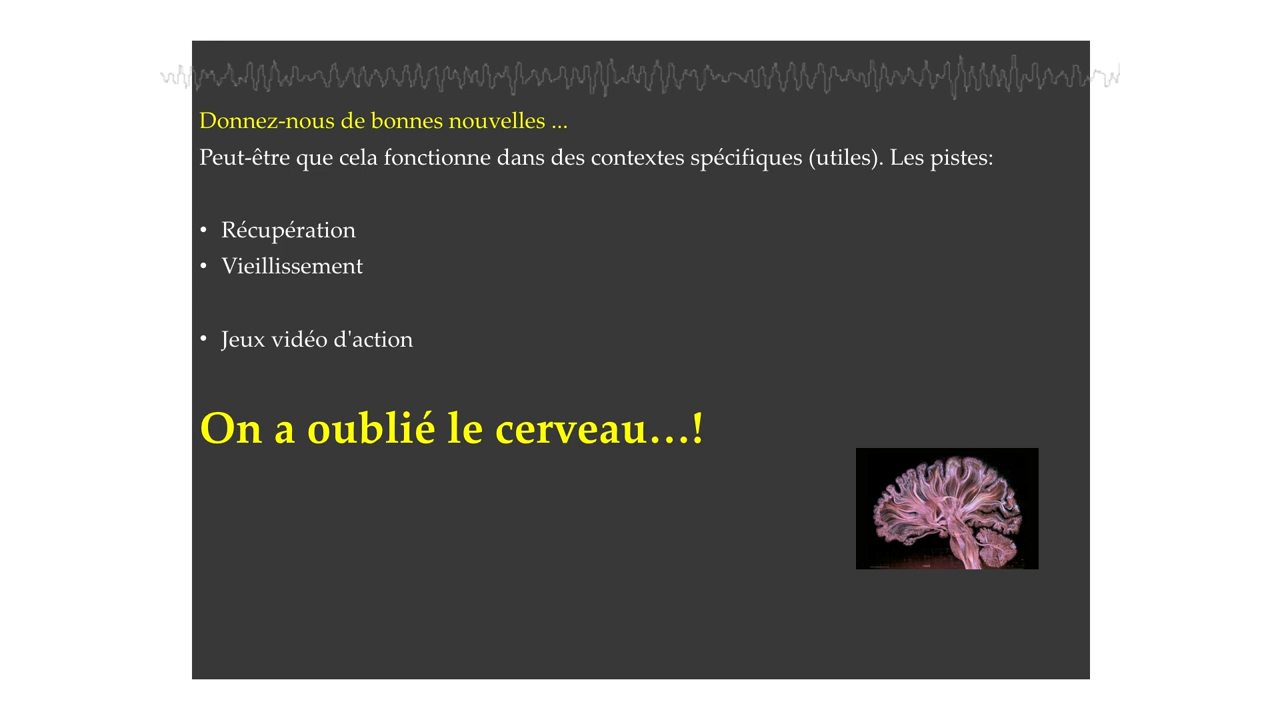 Donnez-nous de bonnes nouvelles ...
Peut-être que cela fonctionne dans des contextes spécifiques (utiles). Les pistes:
• Récupération
• Vieillissement
• Jeux vidéo d'action
On a oublié le cerveau…!